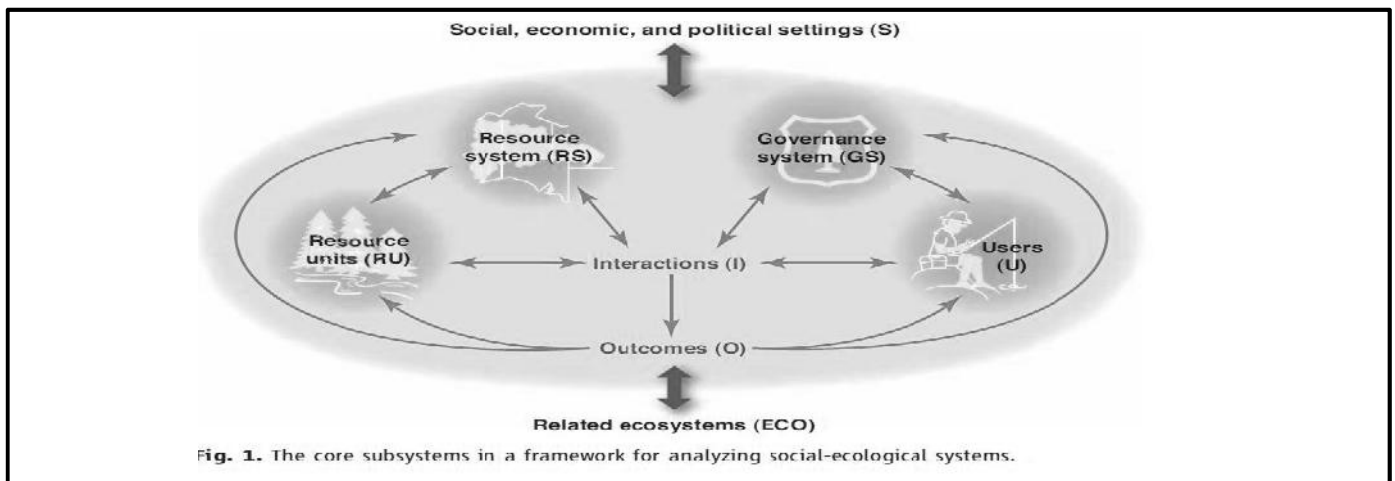 Social, economic, and political settings (S)
Resource
system (RS)
Governance
system (GS)
Resource
units (RU)
Interactions (I)
Users
(U)
Outcomes (O)
Related ecosystems (ECO)
Fig. 1. The core subsystems in a framework for analyzing social-ecological systems.